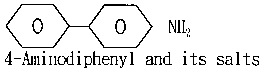 O O NH₂
4-Aminodiphenyl and its salts